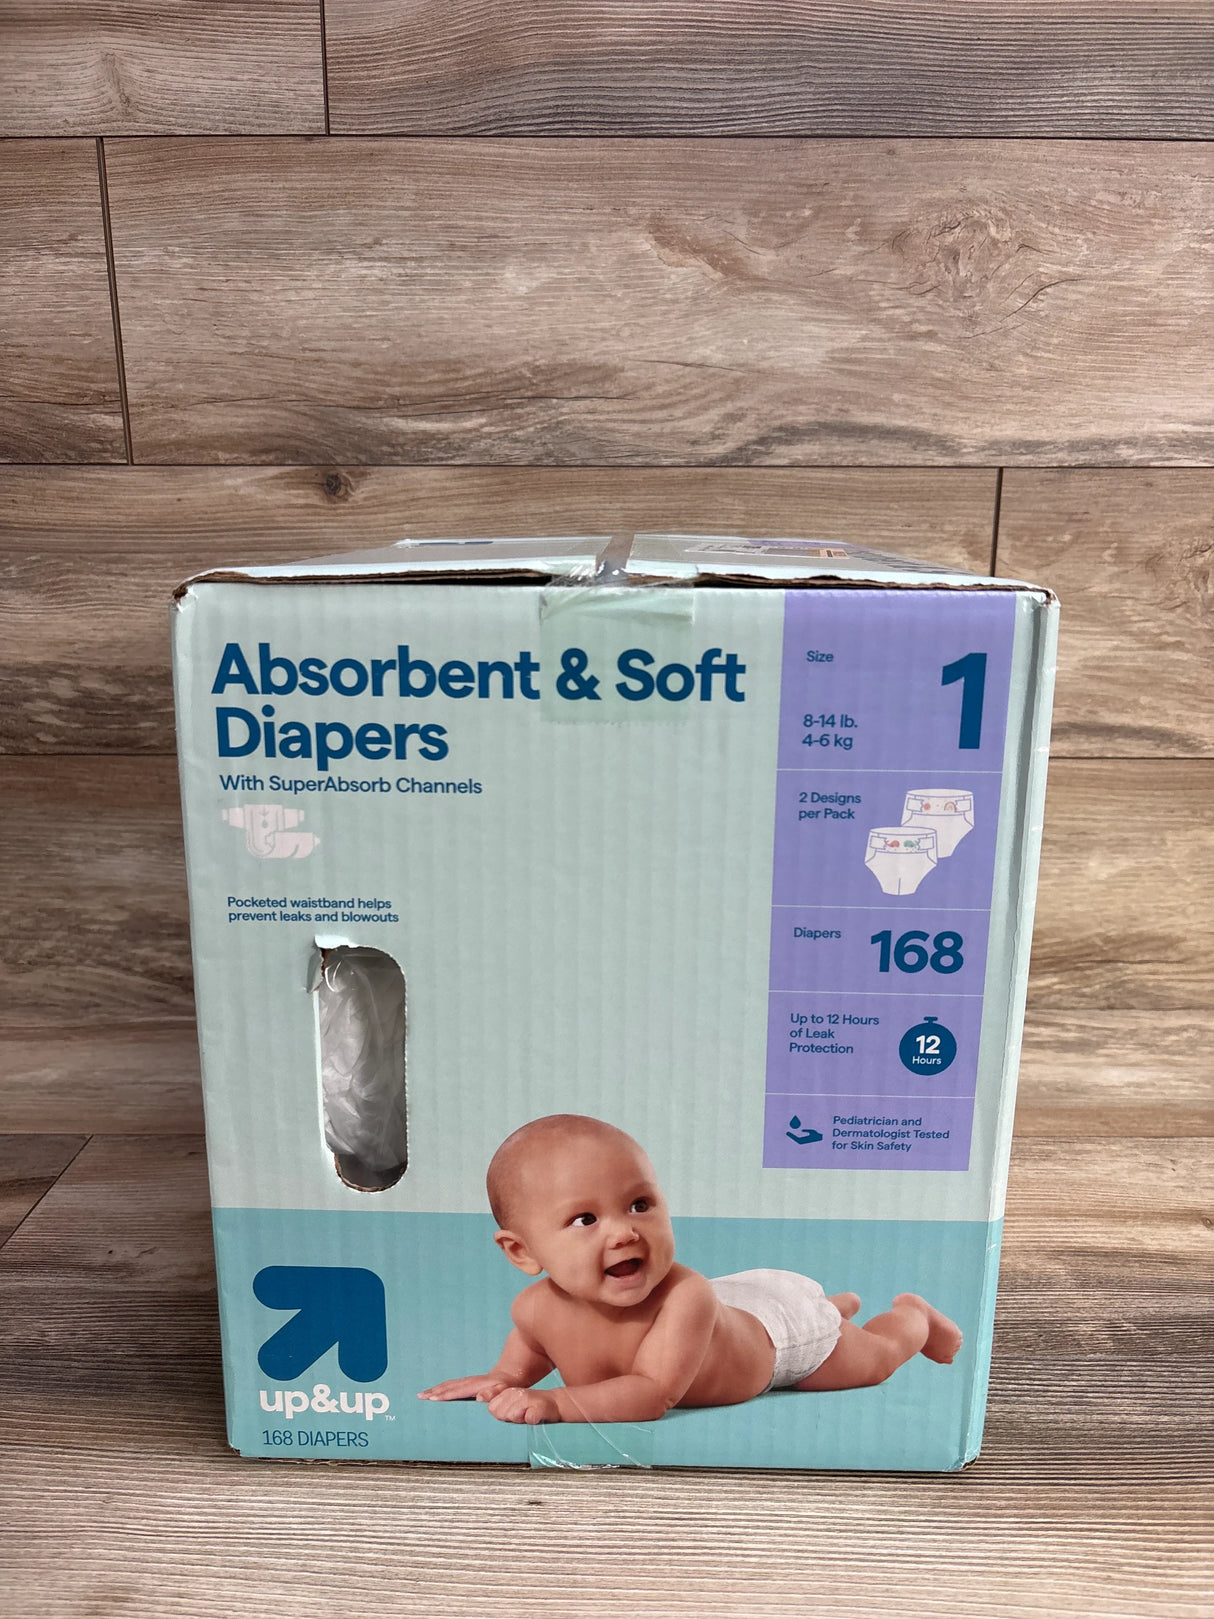 Absorbent & Soft
Diapers
With SuperAbsorb Channels
Pocketed waistband helps
prevent leaks and blowouts
Size
1
8-14 lb.
4-6 kg
2 Designs
per Pack
Diapers
168
Up to 12 Hours
of Leak
Protection
12
Hours
Pediatrician and
Dermatologist Tested
for Skin Safety
up&up™
168 DIAPERS